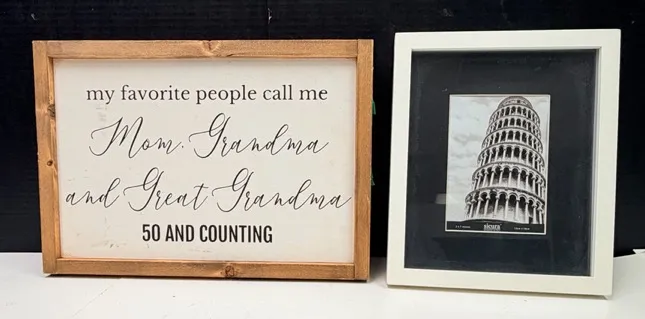 my favorite people call me
Mom, Grandma
and Great Grandma
50 AND COUNTING